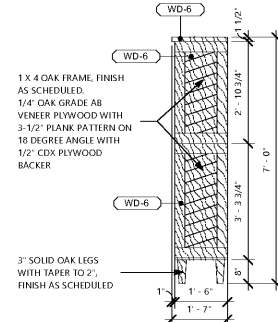 WD-6
1 1/2"
WD-6
1 X 4 OAK FRAME, FINISH
AS SCHEDULED.
1/4" OAK GRADE AB
VENEER PLYWOOD WITH
3-1/2" PLANK PATTERN ON
18 DEGREE ANGLE WITH
1/2" CDX PLYWOOD
BACKER
2' - 10 3/4"
7' - 0"
WD-6
3' - 3 3/4"
3" SOLID OAK LEGS
WITH TAPER TO 2",
FINISH AS SCHEDULED
8"
1"
1' - 6"
1' - 7"